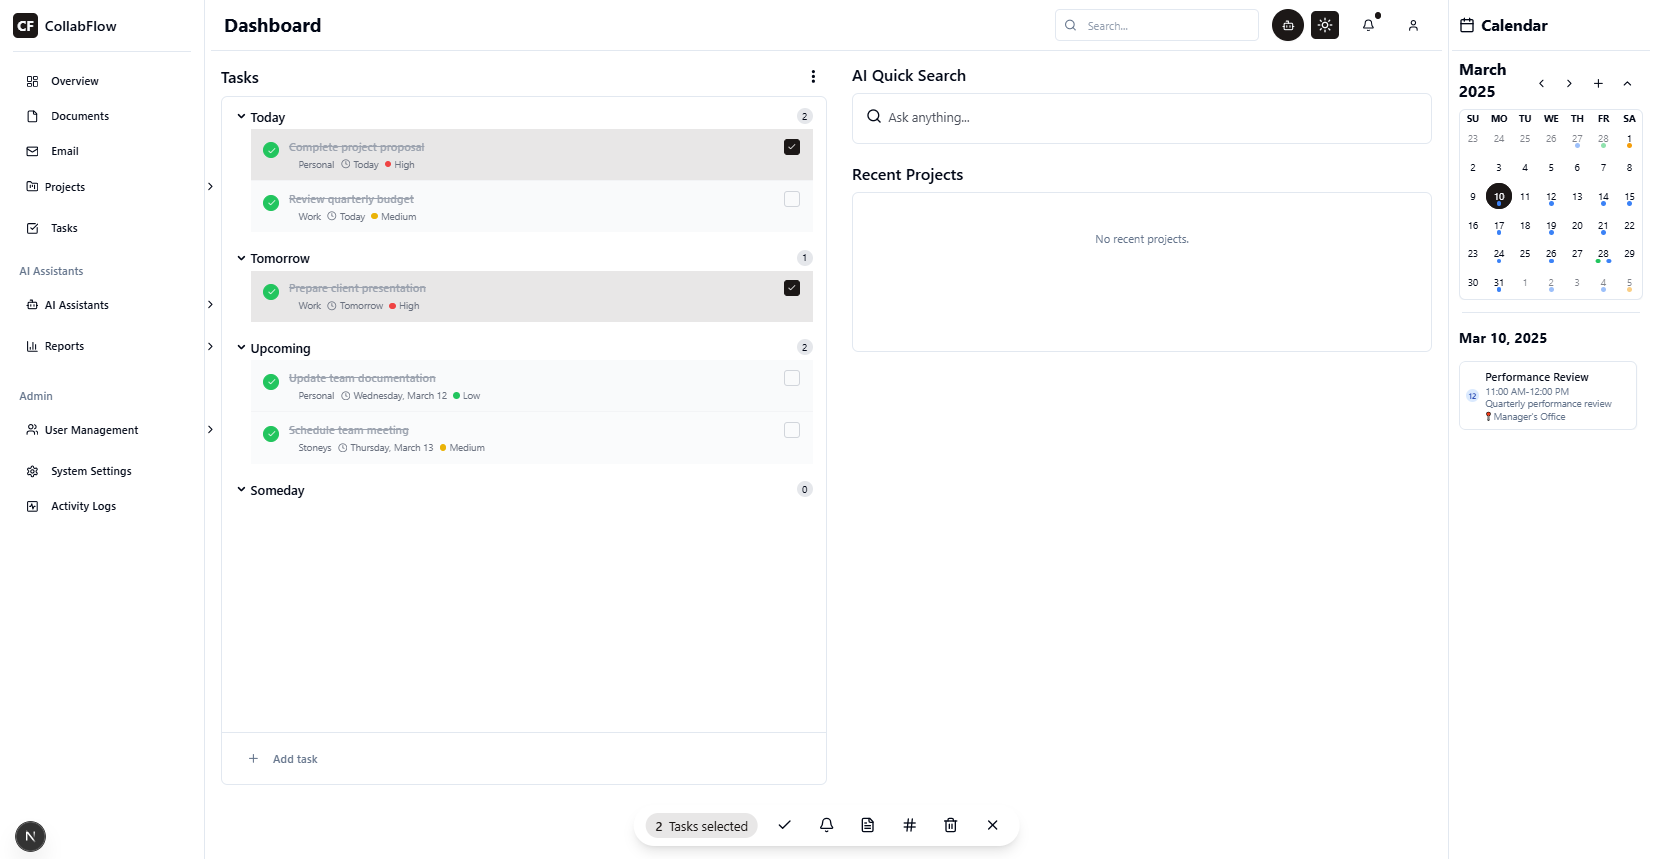 CF CollabFlow
Overview
Documents
Email
Projects
Tasks
AI Assistants
AI Assistants
Reports
Admin
User Management
System Settings
Activity Logs
N
Dashboard
Search...
Tasks
Today 2
Complete project proposal
Personal Today High
Review quarterly budget
Work Today Medium
Tomorrow 1
Prepare client presentation
Work Tomorrow High
Upcoming 2
Update team documentation
Personal Wednesday, March 12 Low
Schedule team meeting
Stoneys Thursday, March 13 Medium
Someday 0
+ Add task
AI Quick Search
Ask anything...
Recent Projects
No recent projects.
2 Tasks selected
Calendar
March
2025
SU MO TU WE TH FR SA
23 24 25 26 27 28 1
2 3 4 5 6 7 8
9 10 11 12 13 14 15
16 17 18 19 20 21 22
23 24 25 26 27 28 29
30 31 1 2 3 4 5
Mar 10, 2025
Performance Review
12 11:00 AM-12:00 PM
Quarterly performance review
Manager's Office